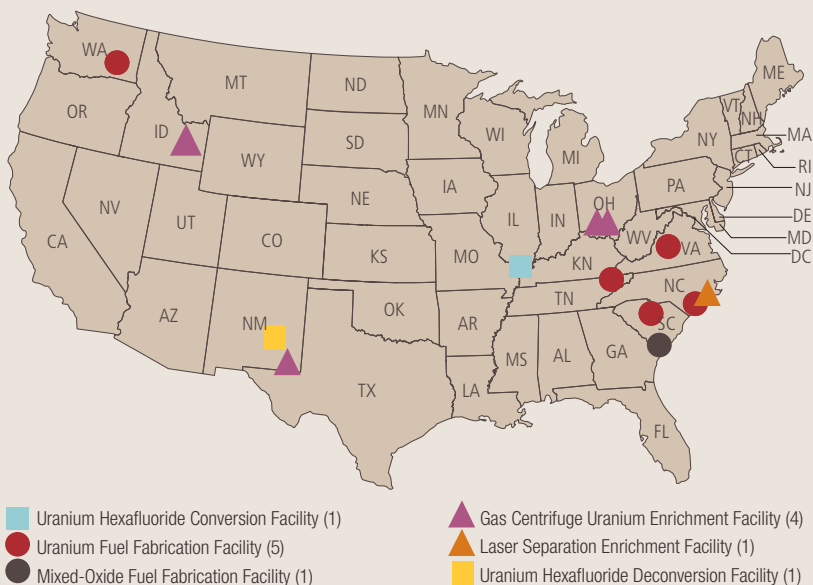 WA
MT
ND
MN
ME
VT
NH
OR
ID
SD
WI
MI
NY
MA
WY
CT
RI
NE
IA
PA
NJ
NV
UT
CO
IL
IN
OH
DE
CA
KS
MO
WV
VA
MD
KN
DC
AZ
NM
OK
AR
TN
NC
SC
MS
AL
GA
TX
LA
FL
Uranium Hexafluoride Conversion Facility (1)
Uranium Fuel Fabrication Facility (5)
Mixed-Oxide Fuel Fabrication Facility (1)
Gas Centrifuge Uranium Enrichment Facility (4)
Laser Separation Enrichment Facility (1)
Uranium Hexafluoride Deconversion Facility (1)